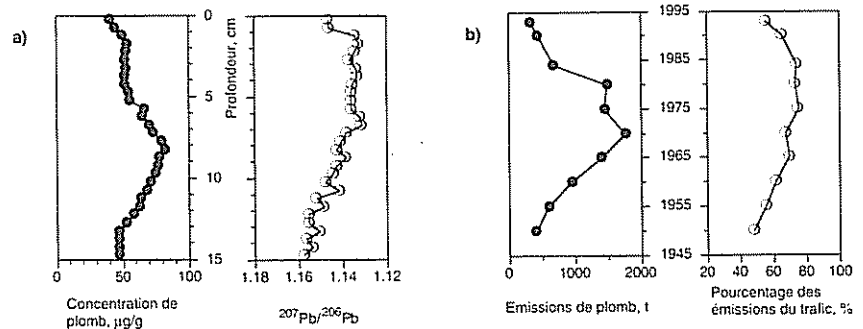 a)
0
5
10
15
Profondeur, cm
0
50
100
Concentration de
plomb, µg/g
1.18
1.16
1.14
1.12
207Pb/206Pb
b)
1995
1985
1975
1965
1955
1945
0
1000
2000
Emissions de plomb, t
20
40
60
80
100
Pourcentage des
émissions du trafic, %